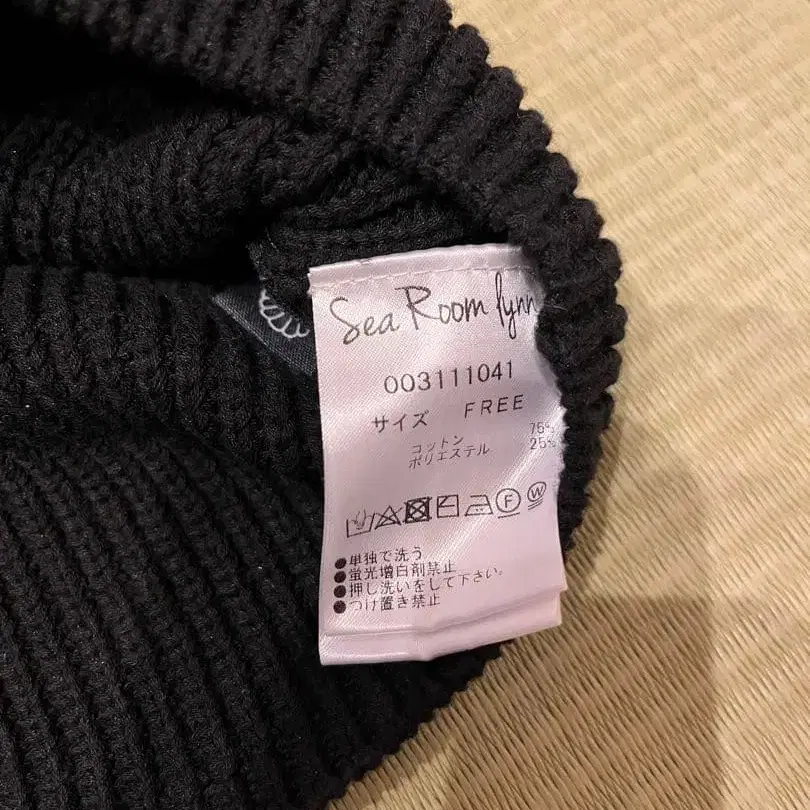 Sea Room lynn
003111041
サイズ FREE
コットン 75%
ポリエステル 25%
F W
●単独で洗う
●蛍光増白剤禁止
●押し洗いをして下さい。
●つけ置き禁止